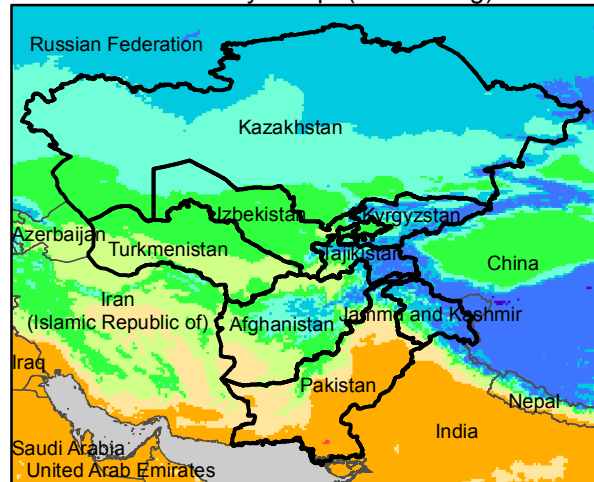 Russian Federation
Kazakhstan
Uzbekistan
Kyrgyzstan
Azerbaijan
Turkmenistan
Tajikistan
China
Iran
(Islamic Republic of)
Afghanistan
Jammu and Kashmir
Iraq
Pakistan
Nepal
India
Saudi Arabia
United Arab Emirates